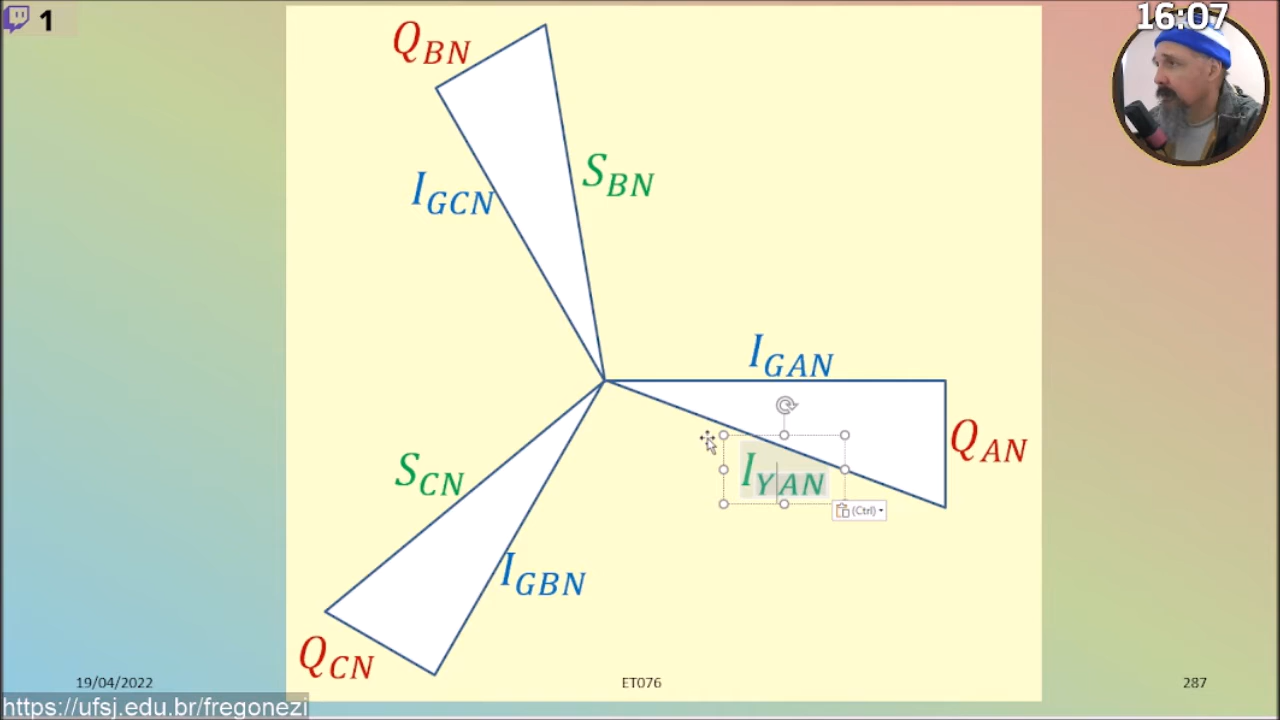 1
16:07
Q_BN
S_BN
I_GCN
I_GAN
Q_AN
I_YAN
(Ctrl)
S_CN
I_GBN
Q_CN
19/04/2022
ET076
287
https://ufsj.edu.br/fregonezi